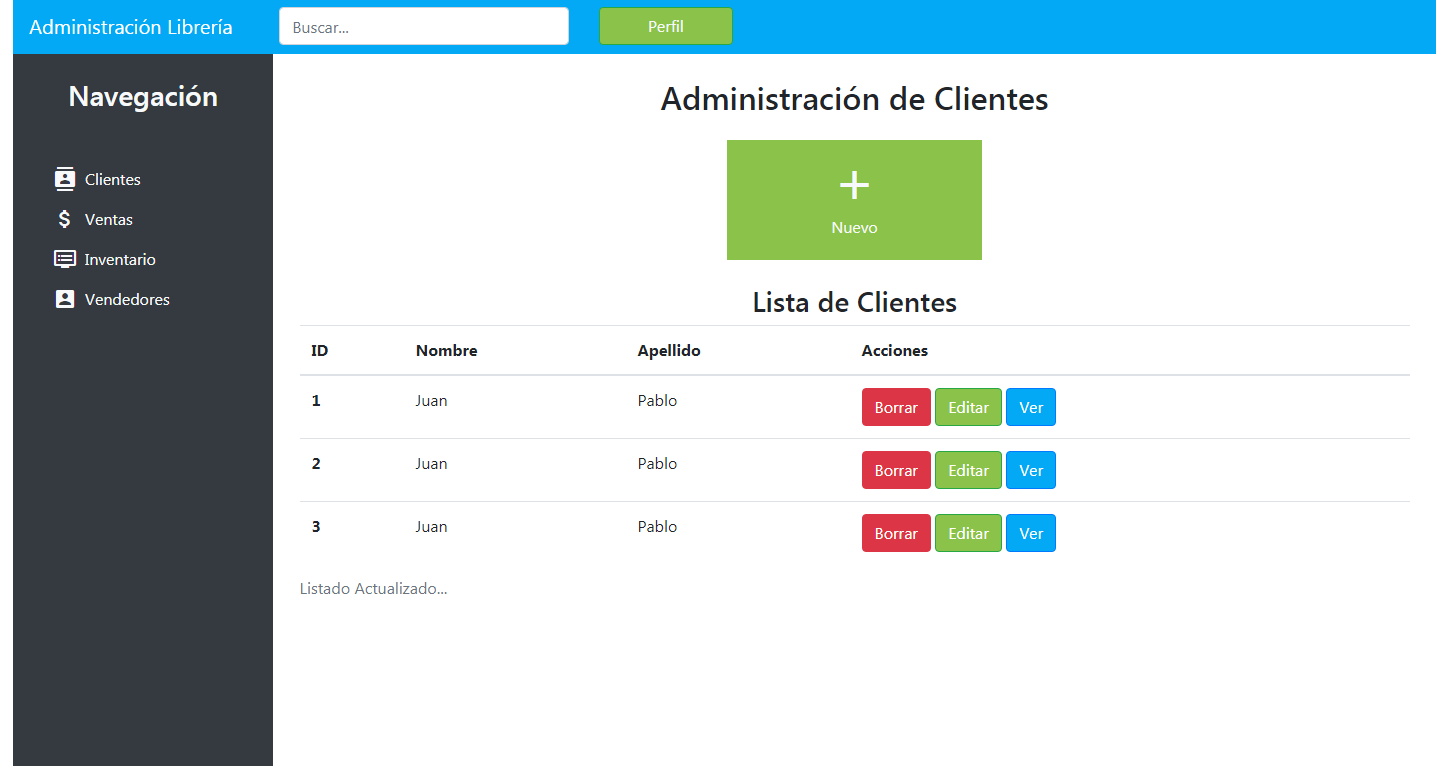 Administración Librería Buscar... Perfil
Navegación
Clientes
Ventas
Inventario
Vendedores
Administración de Clientes
+
Nuevo
Lista de Clientes
ID Nombre Apellido Acciones
1 Juan Pablo Borrar Editar Ver
2 Juan Pablo Borrar Editar Ver
3 Juan Pablo Borrar Editar Ver
Listado Actualizado...